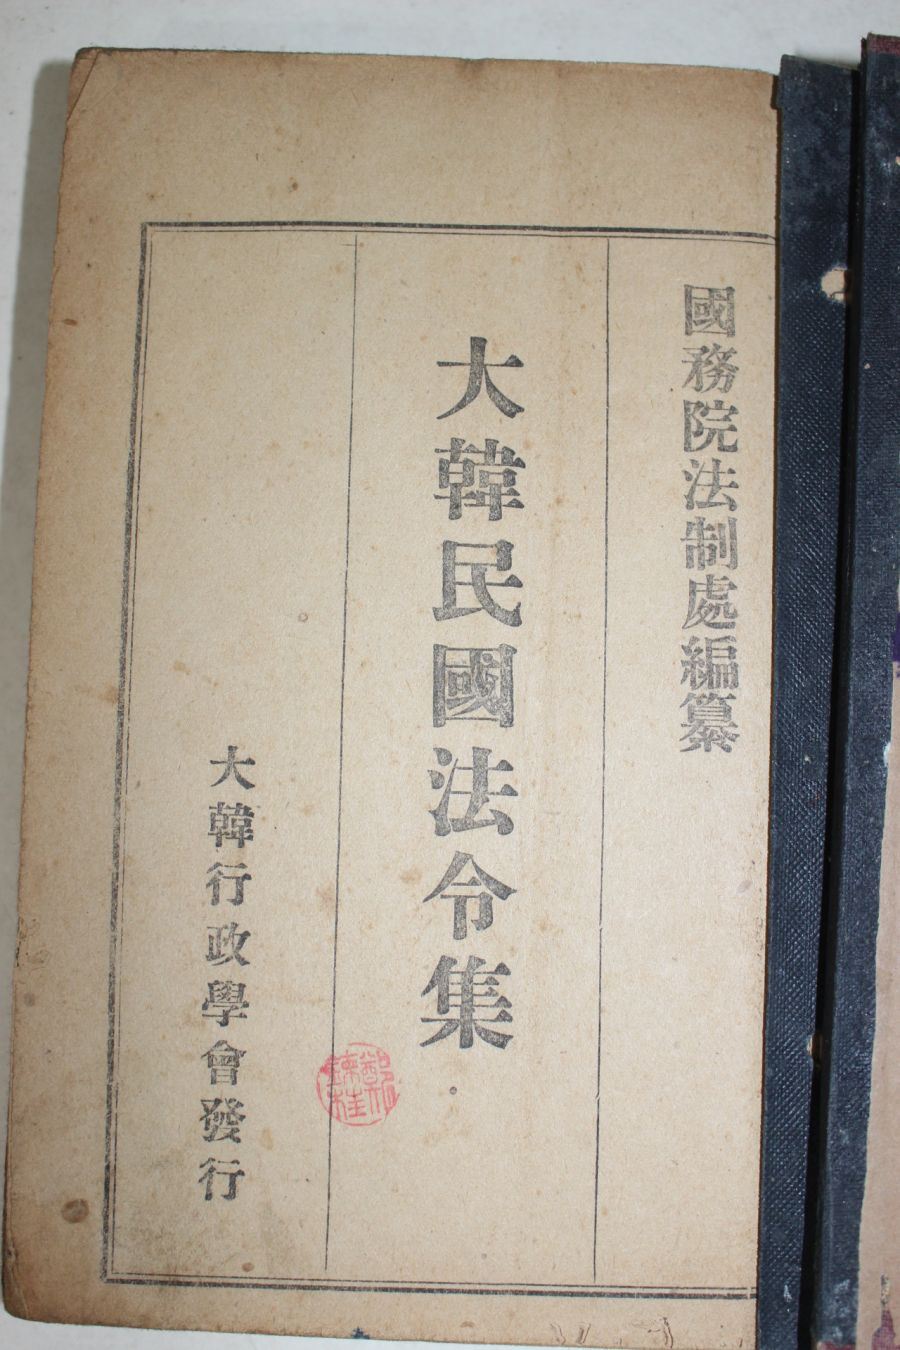 國務院法制處編纂
大韓民國法令集
大韓行政學會發行